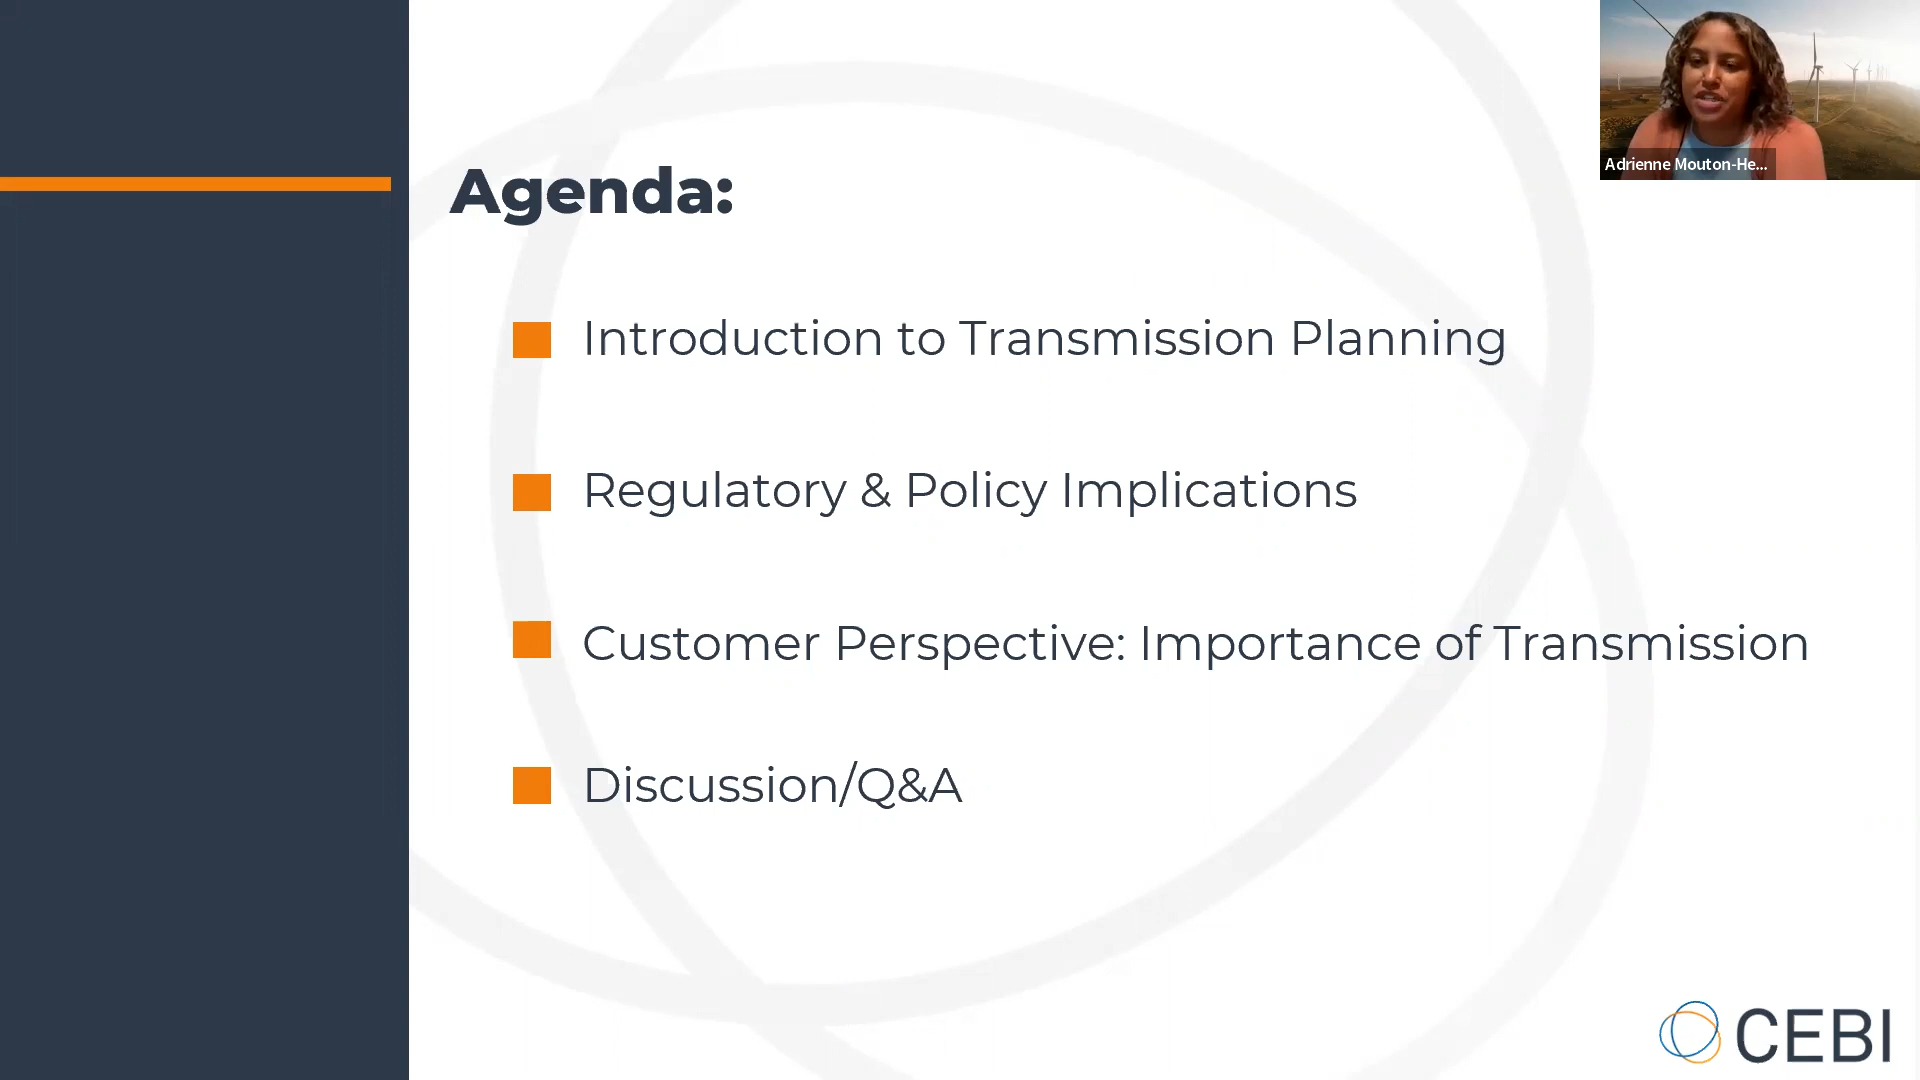 Agenda:
Adrienne Mouton-He...
Introduction to Transmission Planning
Regulatory & Policy Implications
Customer Perspective: Importance of Transmission
Discussion/Q&A
CEBI